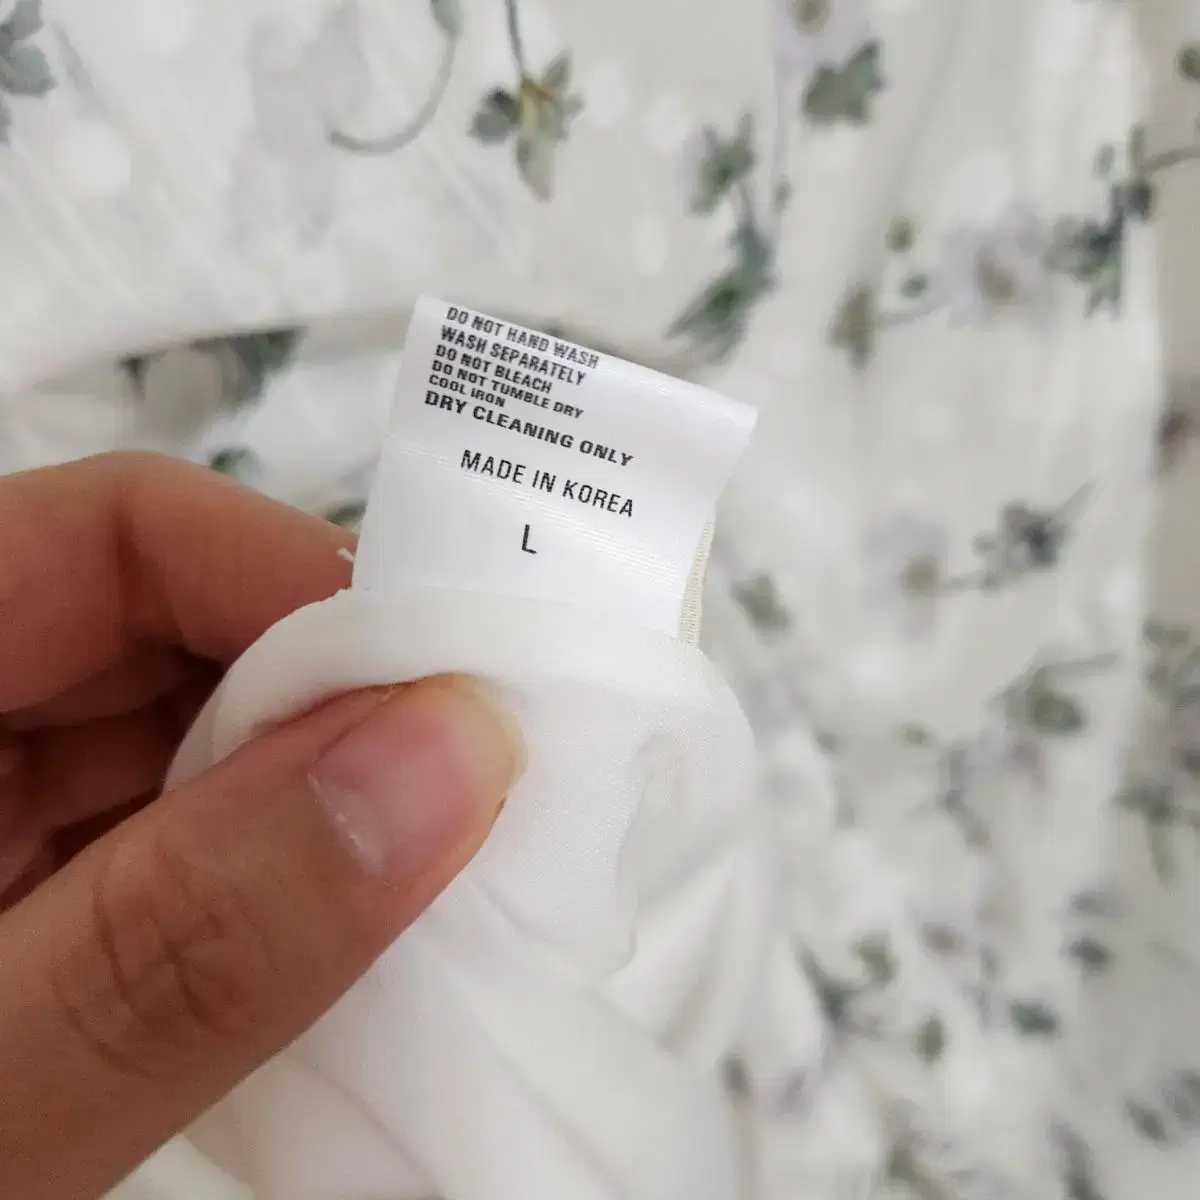 DO NOT HAND WASH
WASH SEPARATELY
DO NOT BLEACH
DO NOT TUMBLE DRY
COOL IRON
DRY CLEANING ONLY
MADE IN KOREA
L